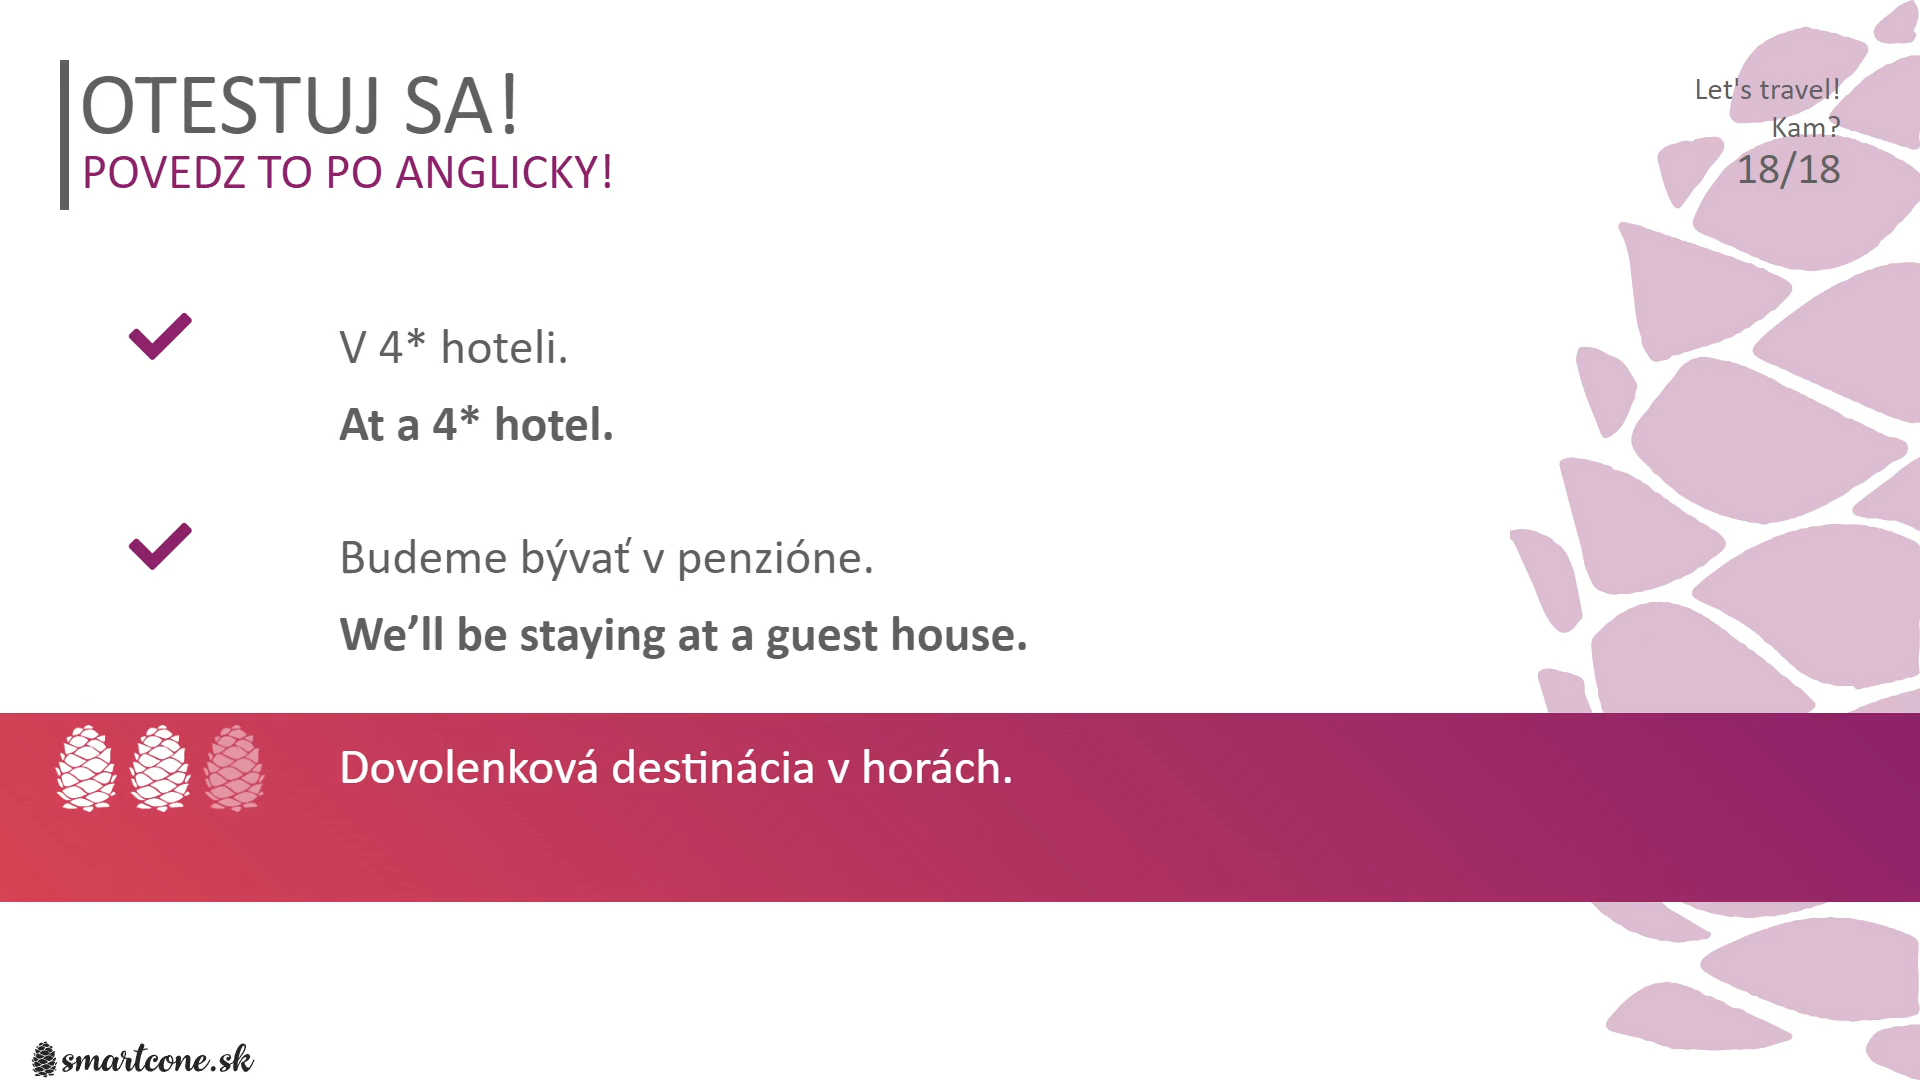 OTESTUJ SA!
POVEDZ TO PO ANGLICKY!
Let's travel!
Kam?
18/18
V 4* hoteli.
At a 4* hotel.
Budeme bývať v penzióne.
We’ll be staying at a guest house.
Dovolenková destinácia v horách.
smartcone.sk